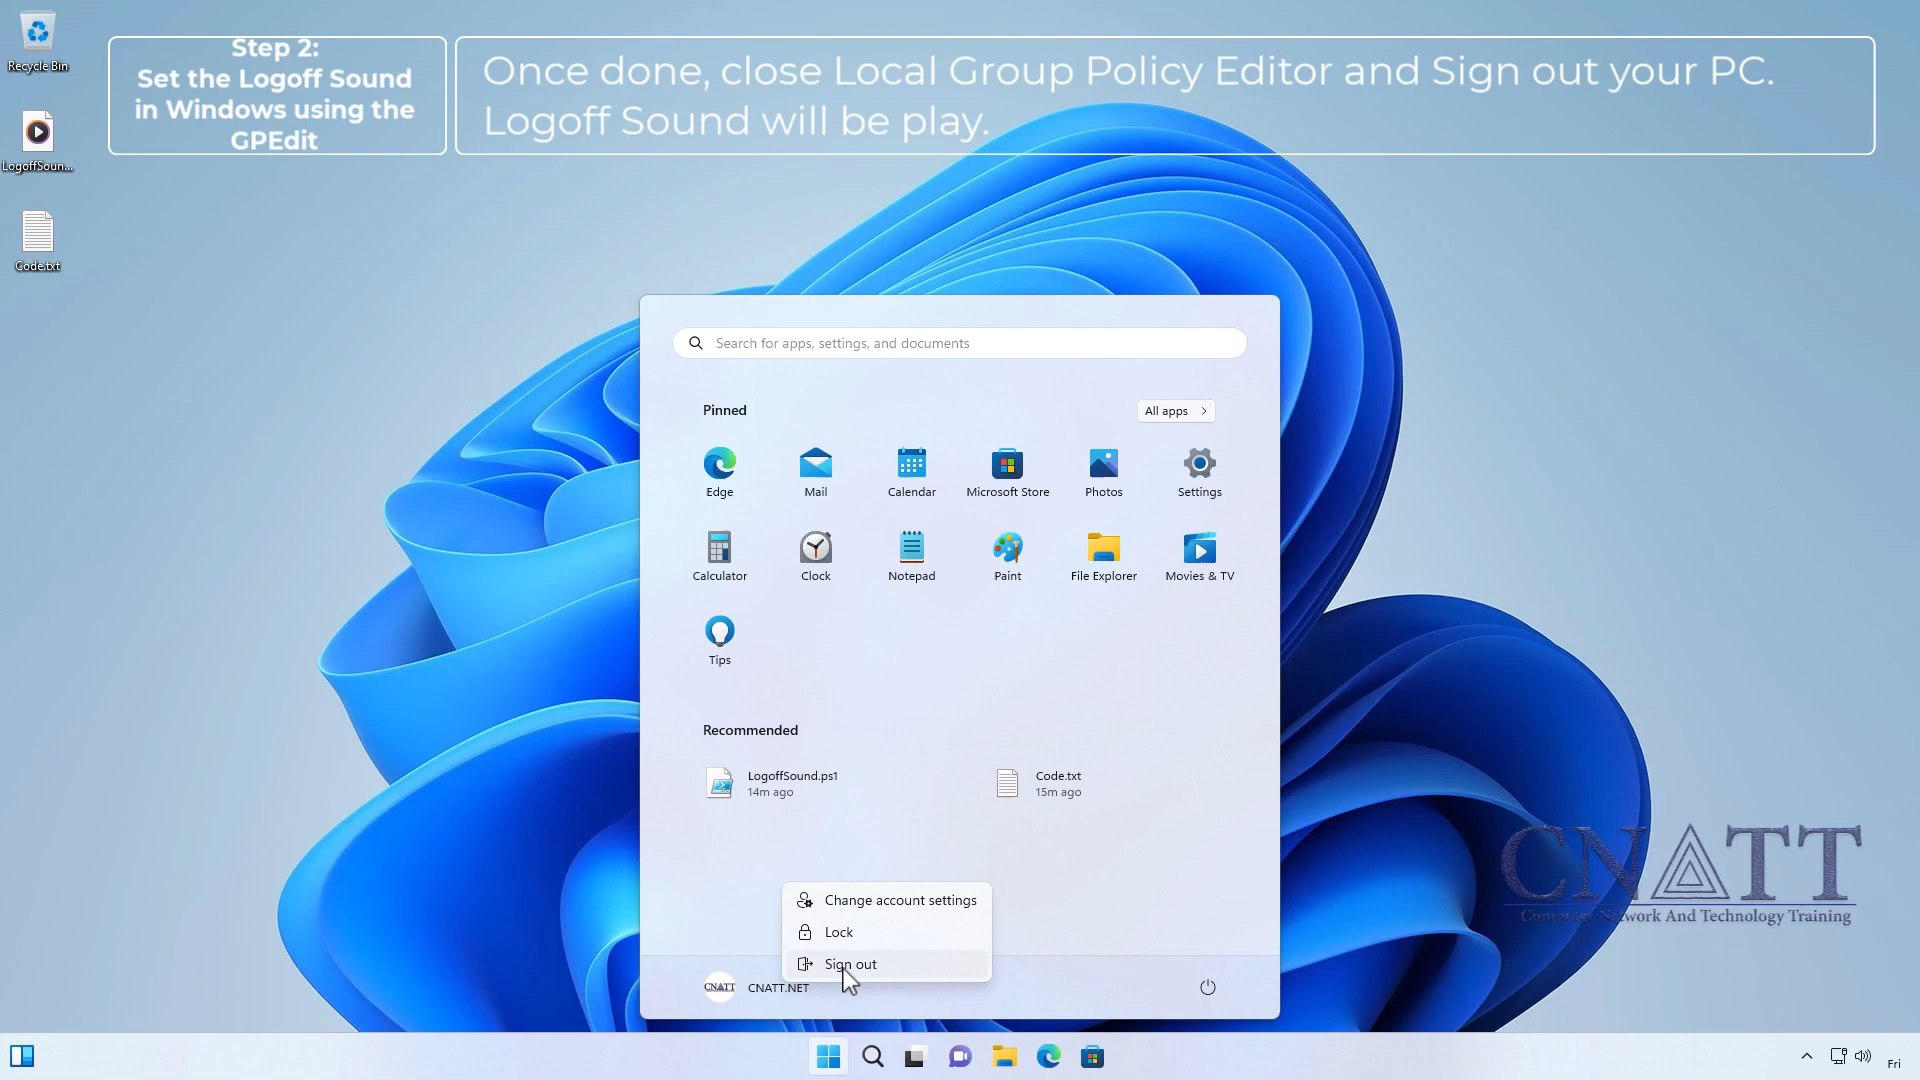 Recycle Bin
LogoffSoun...
Code.txt
Step 2:
Set the Logoff Sound
in Windows using the
GPEdit
Once done, close Local Group Policy Editor and Sign out your PC.
Logoff Sound will be play.
Search for apps, settings, and documents
Pinned
All apps
Edge
Mail
Calendar
Microsoft Store
Photos
Settings
Calculator
Clock
Notepad
Paint
File Explorer
Movies & TV
Tips
Recommended
LogoffSound.ps1
14m ago
Code.txt
15m ago
Change account settings
Lock
Sign out
CNATT
CNATT.NET
CNATT
Computer Network And Technology Training
Fri